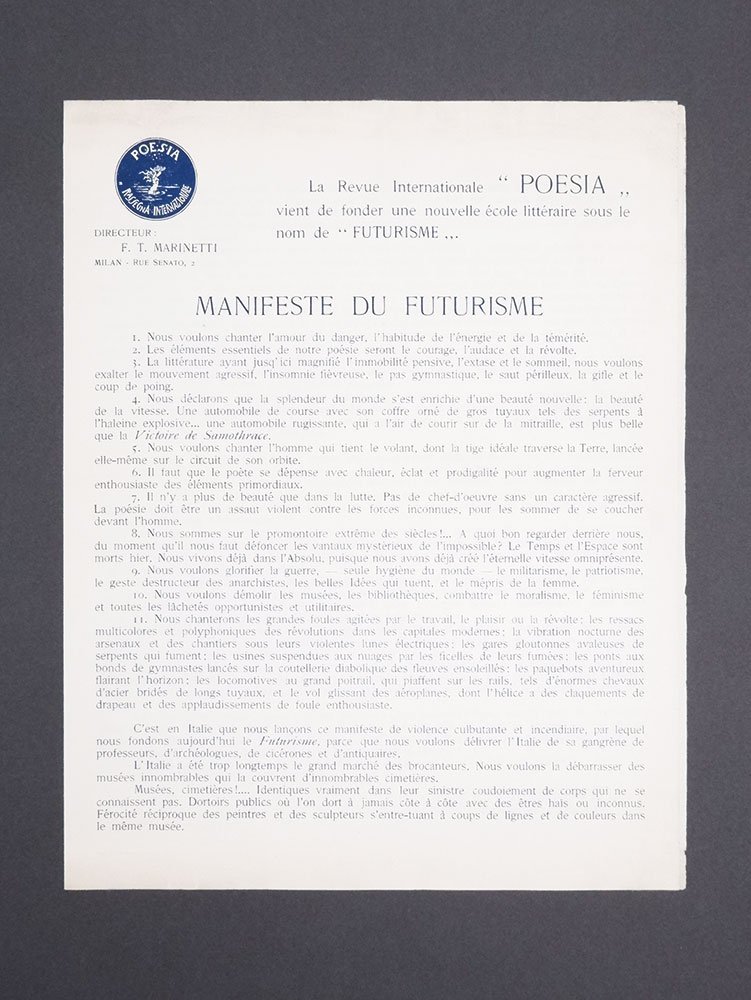 POESIA
RASSEGNA INTERNAZIONALE
DIRECTEUR:
F. T. MARINETTI
MILAN - RUE SENATO, 2
La Revue Internationale “ POESIA „
vient de fonder une nouvelle école littéraire sous le
nom de “ FUTURISME „.
MANIFESTE DU FUTURISME
1. Nous voulons chanter l'amour du danger, l'habitude de l'énergie et de la témérité.
2. Les éléments essentiels de notre poésie seront le courage, l'audace et la révolte.
3. La littérature ayant jusq'ici magnifié l'immobilité pensive, l'extase et le sommeil, nous voulons
exalter le mouvement agressif, l'insomnie fiévreuse, le pas gymnastique, le saut périlleux, la gifle et le
coup de poing.
4. Nous déclarons que la splendeur du monde s'est enrichie d'une beauté nouvelle: la beauté
de la vitesse. Une automobile de course avec son coffre orné de gros tuyaux tels des serpents à
l'haleine explosive... une automobile rugissante, qui a l'air de courir sur de la mitraille, est plus belle
que la Victoire de Samothrace.
5. Nous voulons chanter l'homme qui tient le volant, dont la tige idéale traverse la Terre, lancée
elle-même sur le circuit de son orbite.
6. Il faut que le poète se dépense avec chaleur, éclat et prodigalité pour augmenter la ferveur
enthousiaste des éléments primordiaux.
7. Il n'y a plus de beauté que dans la lutte. Pas de chef-d'oeuvre sans un caractère agressif.
La poésie doit être un assaut violent contre les forces inconnues, pour les sommer de se coucher
devant l'homme.
8. Nous sommes sur le promontoire extrême des siècles!... A quoi bon regarder derrière nous,
du moment qu'il nous faut défoncer les vantaux mystérieux de l'impossible? Le Temps et l'Espace sont
morts hier. Nous vivons déjà dans l'Absolu, puisque nous avons déjà créé l'éternelle vitesse omniprésente.
9. Nous voulons glorifier la guerre, — seule hygiène du monde — le militarisme, le patriotisme,
le geste destructeur des anarchistes, les belles Idées qui tuent, et le mépris de la femme.
10. Nous voulons démolir les musées, les bibliothèques, combattre le moralisme, le féminisme
et toutes les lâchetés opportunistes et utilitaires.
11. Nous chanterons les grandes foules agitées par le travail, le plaisir ou la révolte; les ressacs
multicolores et polyphoniques des révolutions dans les capitales modernes; la vibration nocturne des
arsenaux et des chantiers sous leurs violentes lunes électriques; les gares gloutonnes avaleuses de
serpents qui fument; les usines suspendues aux nuages par les ficelles de leurs fumées; les ponts aux
bonds de gymnastes lancés sur la coutellerie diabolique des fleuves ensoleillés; les paquebots aventureux
flairant l'horizon; les locomotives au grand poitrail, qui piaffent sur les rails, tels d'énormes chevaux
d'acier bridés de longs tuyaux, et le vol glissant des aéroplanes, dont l'hélice a des claquements de
drapeau et des applaudissements de foule enthousiaste.
C'est en Italie que nous lançons ce manifeste de violence culbutante et incendiaire, par lequel
nous fondons aujourd'hui le Futurisme, parce que nous voulons délivrer l'Italie de sa gangrène de
professeurs, d'archéologues, de cicérones et d'antiquaires.
L'Italie a été trop longtemps le grand marché des brocanteurs. Nous voulons la débarrasser des
musées innombrables qui la couvrent d'innombrables cimetières.
Musées, cimetières!.... Identiques vraiment dans leur sinistre coudoiement de corps qui ne se
connaissent pas. Dortoirs publics où l'on dort à jamais côte à côte avec des êtres haïs ou inconnus.
Férocité réciproque des peintres et des sculpteurs s'entre-tuant à coups de lignes et de couleurs dans
le même musée.